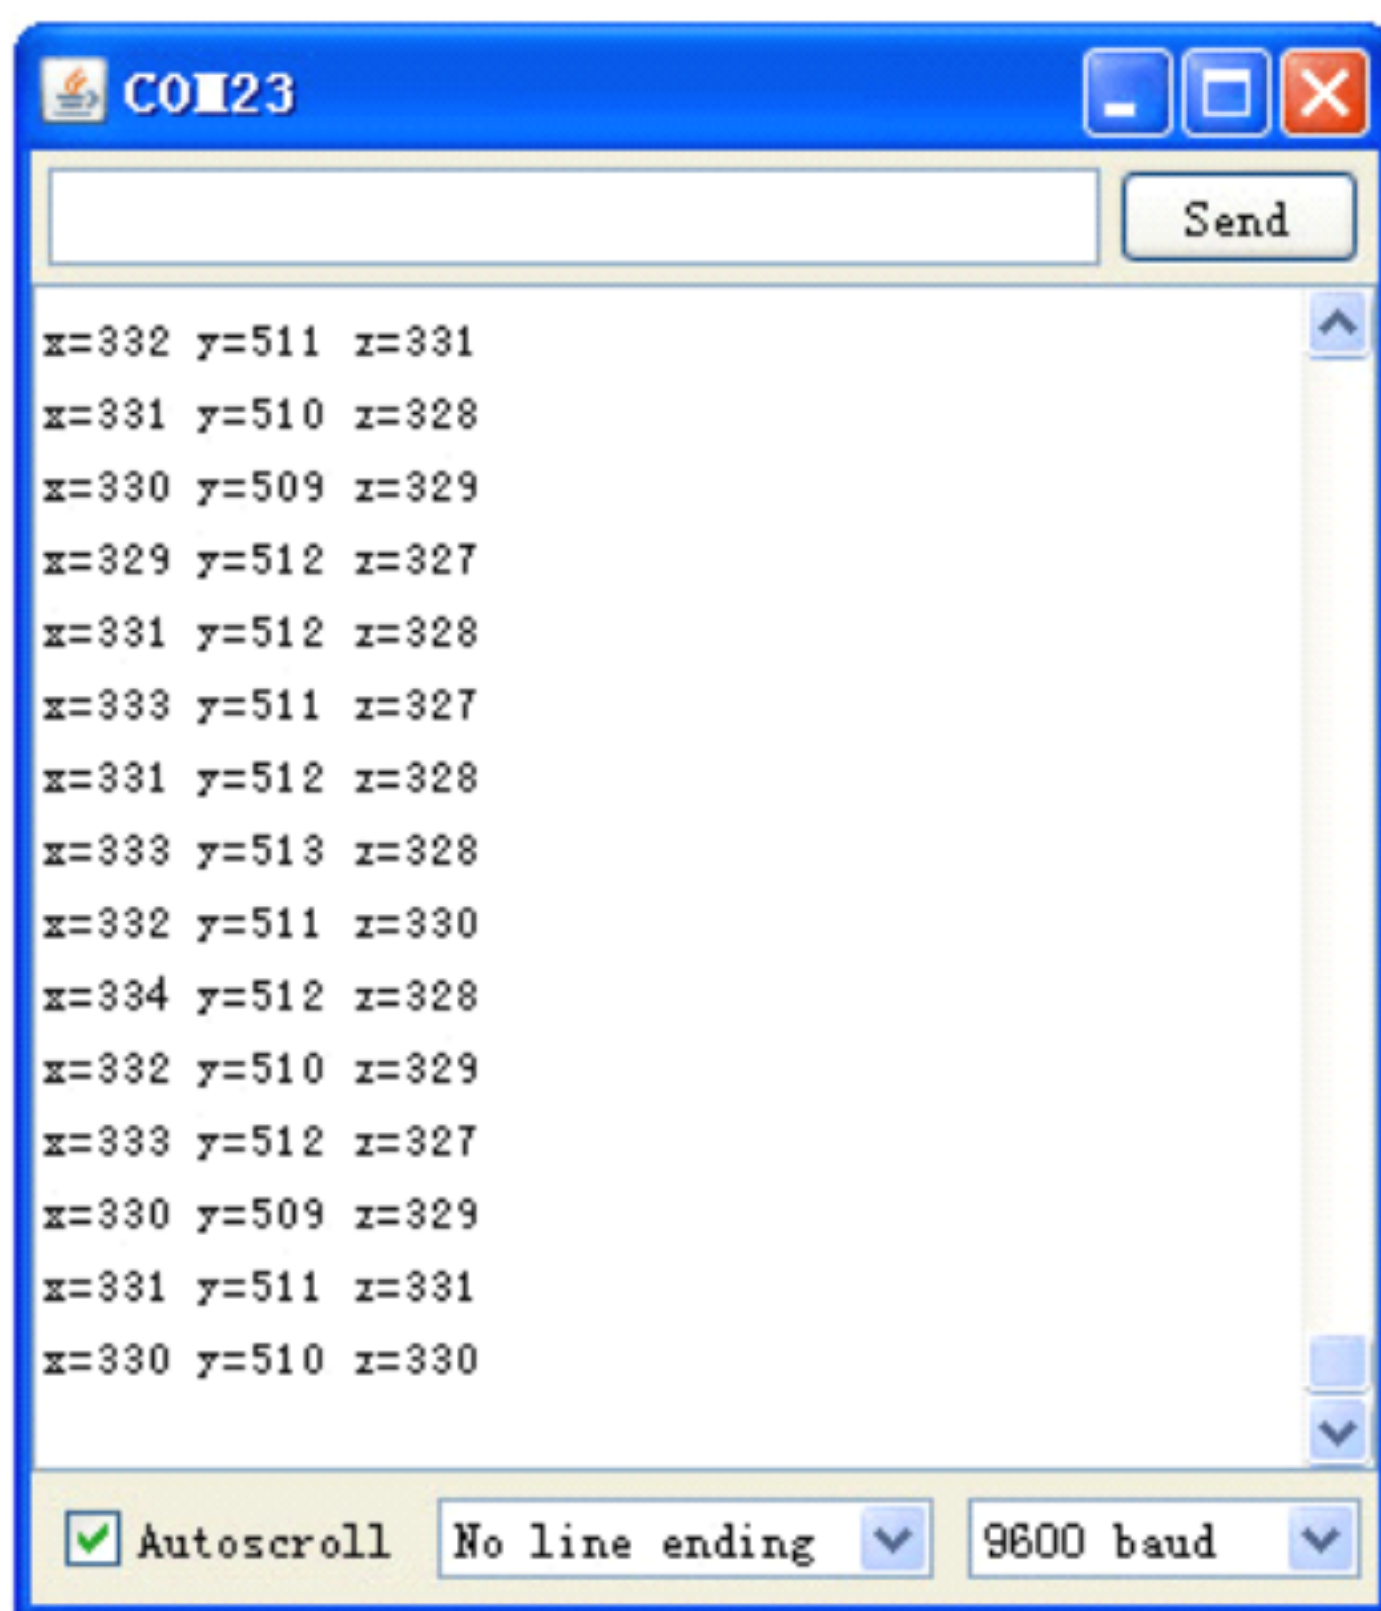 COM23
Send
x=332 y=511 z=331
x=331 y=510 z=328
x=330 y=509 z=329
x=329 y=512 z=327
x=331 y=512 z=328
x=333 y=511 z=327
x=331 y=512 z=328
x=333 y=513 z=328
x=332 y=511 z=330
x=334 y=512 z=328
x=332 y=510 z=329
x=333 y=512 z=327
x=330 y=509 z=329
x=331 y=511 z=331
x=330 y=510 z=330
Autoscroll No line ending 9600 baud